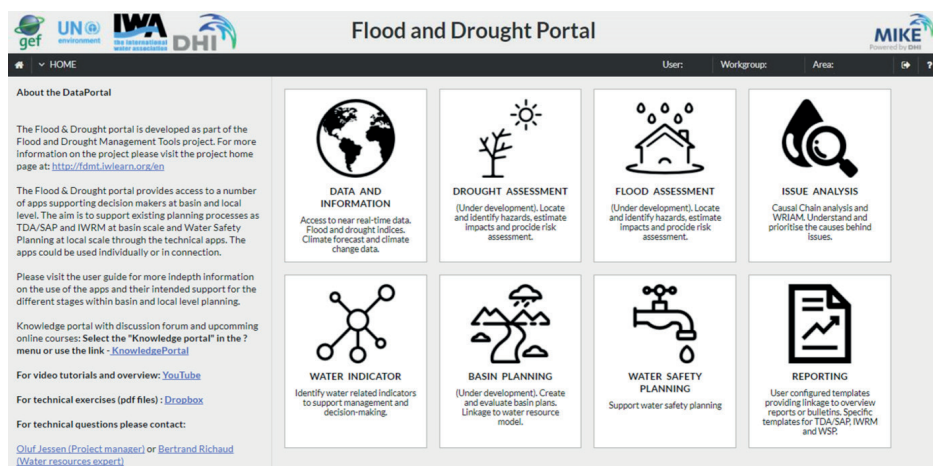 gef
UN
environment
IWA
the international
water association
DHI
Flood and Drought Portal
MIKE
Powered by DHI
HOME
User:
Workgroup:
Area:
?
About the DataPortal
The Flood & Drought portal is developed as part of the
Flood and Drought Management Tools project. For more
information on the project please visit the project home
page at: http://fdmt.iwlearn.org/en
The Flood & Drought portal provides access to a number
of apps supporting decision makers at basin and local
level. The aim is to support existing planning processes as
TDA/SAP and IWRM at basin scale and Water Safety
Planning at local scale through the technical apps. The
apps could be used individually or in connection.
Please visit the user guide for more indepth information
on the use of the apps and their intended support for the
different stages within basin and local level planning.
Knowledge portal with discussion forum and upcomming
online courses: Select the "Knowledge portal" in the ?
menu or use the link - KnowledgePortal
For video tutorials and overview: YouTube
For technical exercises (pdf files) : Dropbox
For technical questions please contact:
Oluf Jessen (Project manager) or Bertrand Richaud
(Water resources expert)
DATA AND
INFORMATION
Access to near real-time data.
Flood and drought indices.
Climate forecast and climate
change data.
DROUGHT ASSESSMENT
(Under development). Locate
and identify hazards, estimate
impacts and procide risk
assessment.
FLOOD ASSESSMENT
(Under development). Locate
and identify hazards, estimate
impacts and procide risk
assessment.
ISSUE ANALYSIS
Causal Chain analysis and
WRIAM. Understand and
prioritise the causes behind
issues.
WATER INDICATOR
Identify water related indicators
to support management and
decision-making.
BASIN PLANNING
(Under development). Create
and evaluate basin plans.
Linkage to water resource
model.
WATER SAFETY
PLANNING
Support water safety planning
REPORTING
User configured templates
providing linkage to overview
reports or bulletins. Specific
templates for TDA/SAP, IWRM
and WSP.